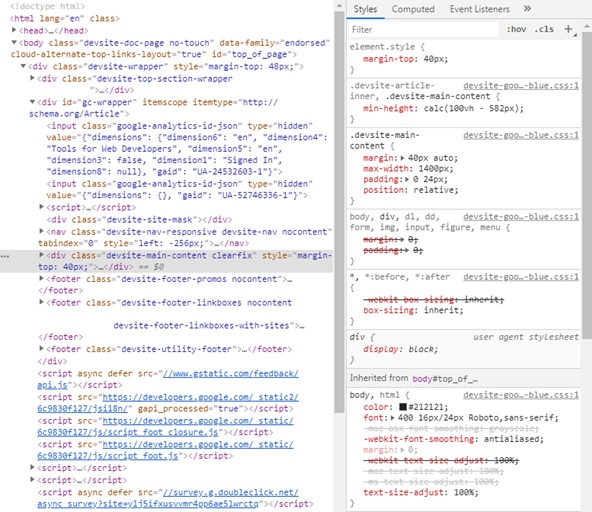 <!doctype html>
<html lang="en" class>
<head>…</head>
<body class="devsite-doc-page no-touch" data-family="endorsed"
cloud-alternate-top-links-layout="true" id="top_of_page">
<div class="devsite-wrapper" style="margin-top: 48px;">
<div class="devsite-top-section-wrapper
">…</div>
<div id="gc-wrapper" itemscope itemtype="http://
schema.org/Article">
<input class="google-analytics-id-json" type="hidden"
value="{"dimensions": {"dimension6": "en", "dimension4":
"Tools for Web Developers", "dimension5": "en",
"dimension3": false, "dimension1": "Signed In",
"dimension8": null}, "gaid": "UA-24532603-1"}">
<input class="google-analytics-id-json" type="hidden"
value="{"dimensions": {}, "gaid": "UA-52746336-1"}">
<script>…</script>
<div class="devsite-site-mask"></div>
<nav class="devsite-nav-responsive devsite-nav nocontent"
tabindex="0" style="left: -256px;">…</nav>
… <div class="devsite-main-content clearfix" style="margin-
top: 40px;">…</div> == $0
<footer class="devsite-footer-promos nocontent">…
</footer>
<footer class="devsite-footer-linkboxes nocontent
devsite-footer-linkboxes-with-sites">…
</footer>
<footer class="devsite-utility-footer">…</footer>
</div>
<script async defer src="//www.gstatic.com/feedback/
api.js"></script>
<script src="https://developers.google.com/_static2/
6c9830f127/jsi18n/" gapi_processed="true"></script>
<script src="https://developers.google.com/_static/
6c9830f127/js/script_foot_closure.js"></script>
<script src="https://developers.google.com/_static/
6c9830f127/js/script_foot.js"></script>
<script>…</script>
<script>…</script>
<script async defer src="//survey.g.doubleclick.net/
Styles Computed Event Listeners »
Filter :hov .cls +
element.style {
margin-top: 40px;
}
.devsite-article- devsite-goo…-blue.css:1
inner, .devsite-main-content {
min-height: calc(100vh - 582px);
}
.devsite-main- devsite-goo…-blue.css:1
content {
margin: 40px auto;
max-width: 1400px;
padding: 0 24px;
position: relative;
}
body, div, dl, dd, devsite-goo…-blue.css:1
form, img, input, figure, menu {
margin: 0;
padding: 0;
}
*, *:before, *:after devsite-goo…-blue.css:1
{
-webkit-box-sizing: inherit;
box-sizing: inherit;
}
div { user agent stylesheet
display: block;
}
Inherited from body#top_of_…
body, html { devsite-goo…-blue.css:1
color: #212121;
font: 400 16px/24px Roboto,sans-serif;
-moz-osx-font-smoothing: grayscale;
-webkit-font-smoothing: antialiased;
margin: 0;
-webkit-text-size-adjust: 100%;
-moz-text-size-adjust: 100%;
-ms-text-size-adjust: 100%;
text-size-adjust: 100%;
}